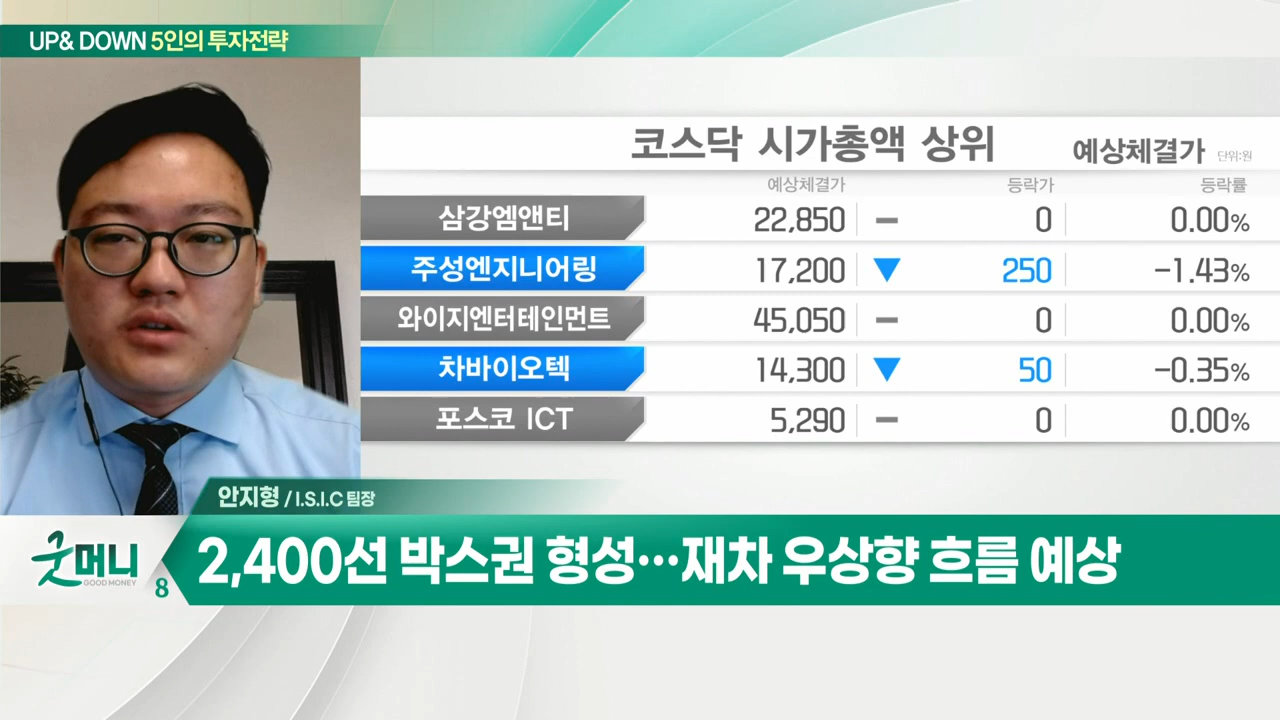 UP& DOWN 5인의 투자전략
코스닥 시가총액 상위 예상체결가 단위:원
예상체결가 등락가 등락률
삼강엠앤티 22,850 ━ 0 0.00%
주성엔지니어링 17,200 ▼ 250 -1.43%
와이지엔터테인먼트 45,050 ━ 0 0.00%
차바이오텍 14,300 ▼ 50 -0.35%
포스코 ICT 5,290 ━ 0 0.00%
안지형 / I.S.I.C 팀장
굿머니
GOOD MONEY
8
2,400선 박스권 형성…재차 우상향 흐름 예상